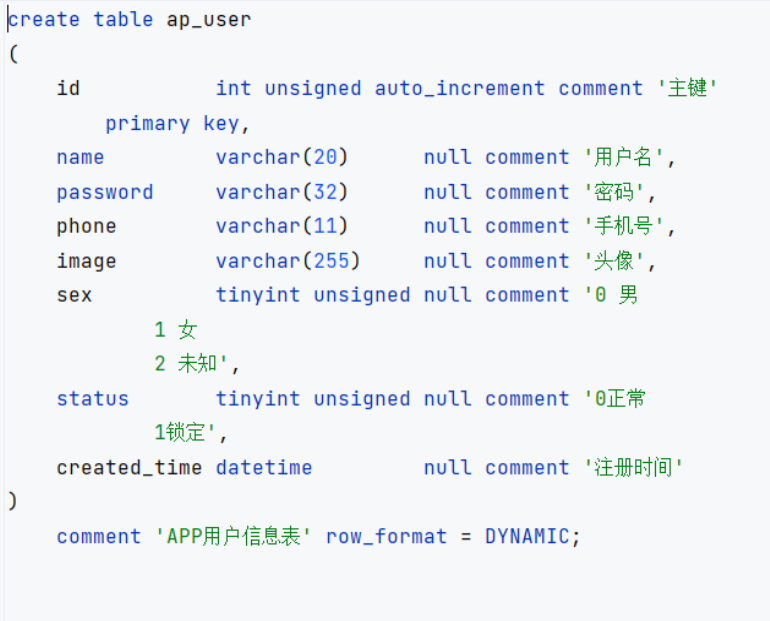 create table ap_user
(
    id            int unsigned auto_increment comment '主键'
        primary key,
    name          varchar(20)      null comment '用户名',
    password      varchar(32)      null comment '密码',
    phone         varchar(11)      null comment '手机号',
    image         varchar(255)     null comment '头像',
    sex           tinyint unsigned null comment '0 男
            1 女
            2 未知',
    status        tinyint unsigned null comment '0正常
            1锁定',
    created_time datetime         null comment '注册时间'
)
    comment 'APP用户信息表' row_format = DYNAMIC;